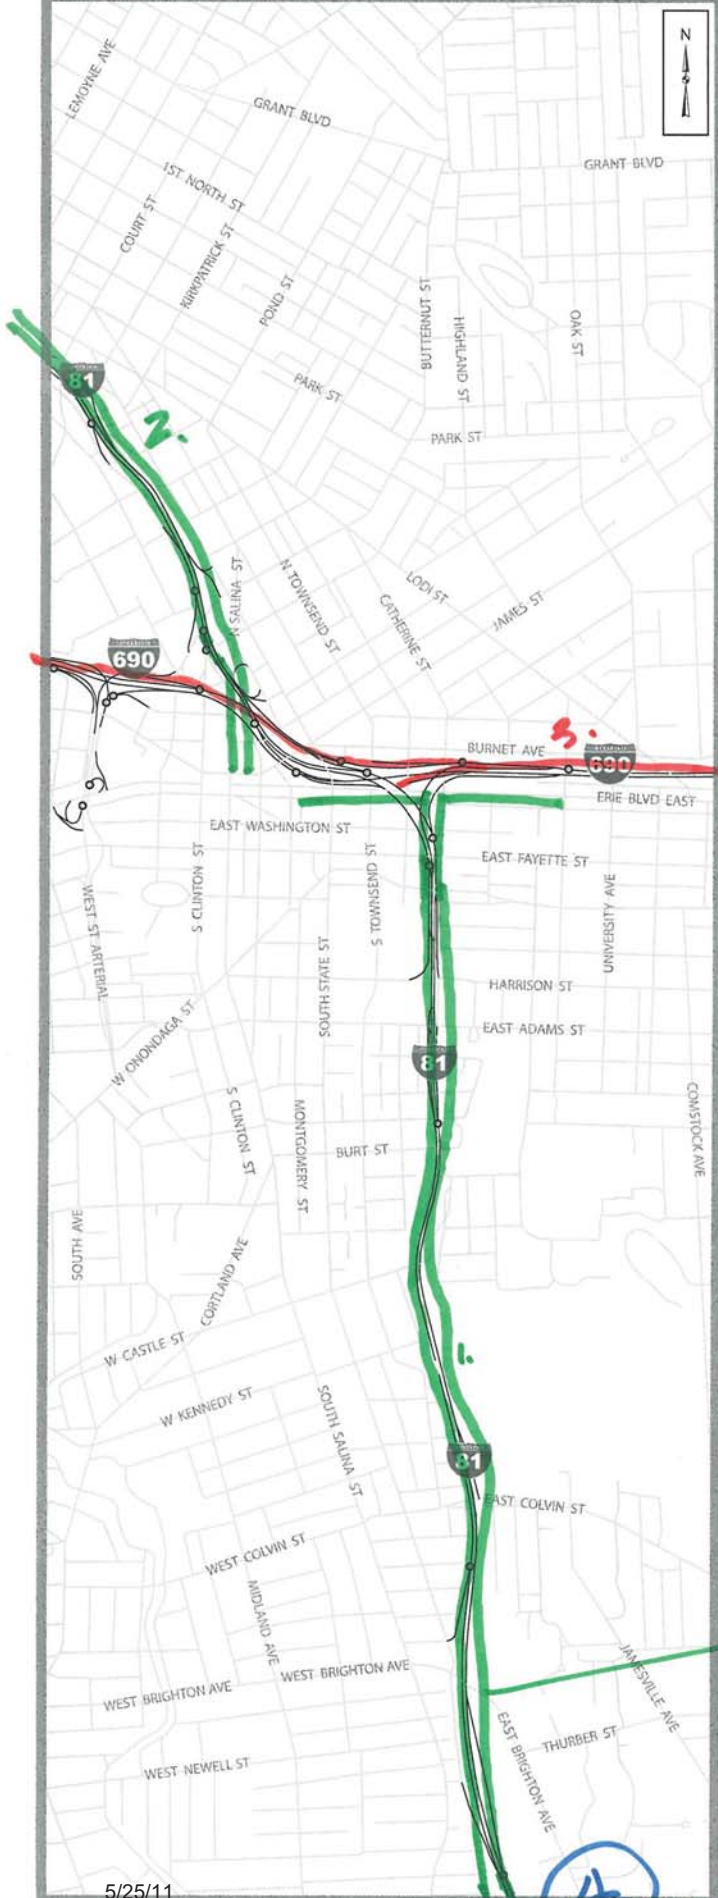 N
LEMOYNE AVE
GRANT BLVD
GRANT BLVD
1ST NORTH ST
COURT ST
KIRKPATRICK ST
POND ST
BUTTERNUT ST
HIGHLAND ST
OAK ST
81
PARK ST
2.
PARK ST
N SALINA ST
N TOWNSEND ST
LODI ST
CATHERINE ST
JAMES ST
690
3.
BURNET AVE
690
ERIE BLVD EAST
EAST WASHINGTON ST
EAST FAYETTE ST
S CLINTON ST
S TOWNSEND ST
WEST ST ARTERIAL
UNIVERSITY AVE
SOUTH STATE ST
HARRISON ST
W ONONDAGA ST
EAST ADAMS ST
81
S CLINTON ST
MONTGOMERY ST
BURT ST
COMSTOCK AVE
SOUTH AVE
CORTLAND AVE
W CASTLE ST
1.
W KENNEDY ST
SOUTH SALINA ST
81
EAST COLVIN ST
WEST COLVIN ST
MIDLAND AVE
WEST BRIGHTON AVE
WEST BRIGHTON AVE
JAMESVILLE AVE
EAST BRIGHTON AVE
THURBER ST
WEST NEWELL ST
5/25/11